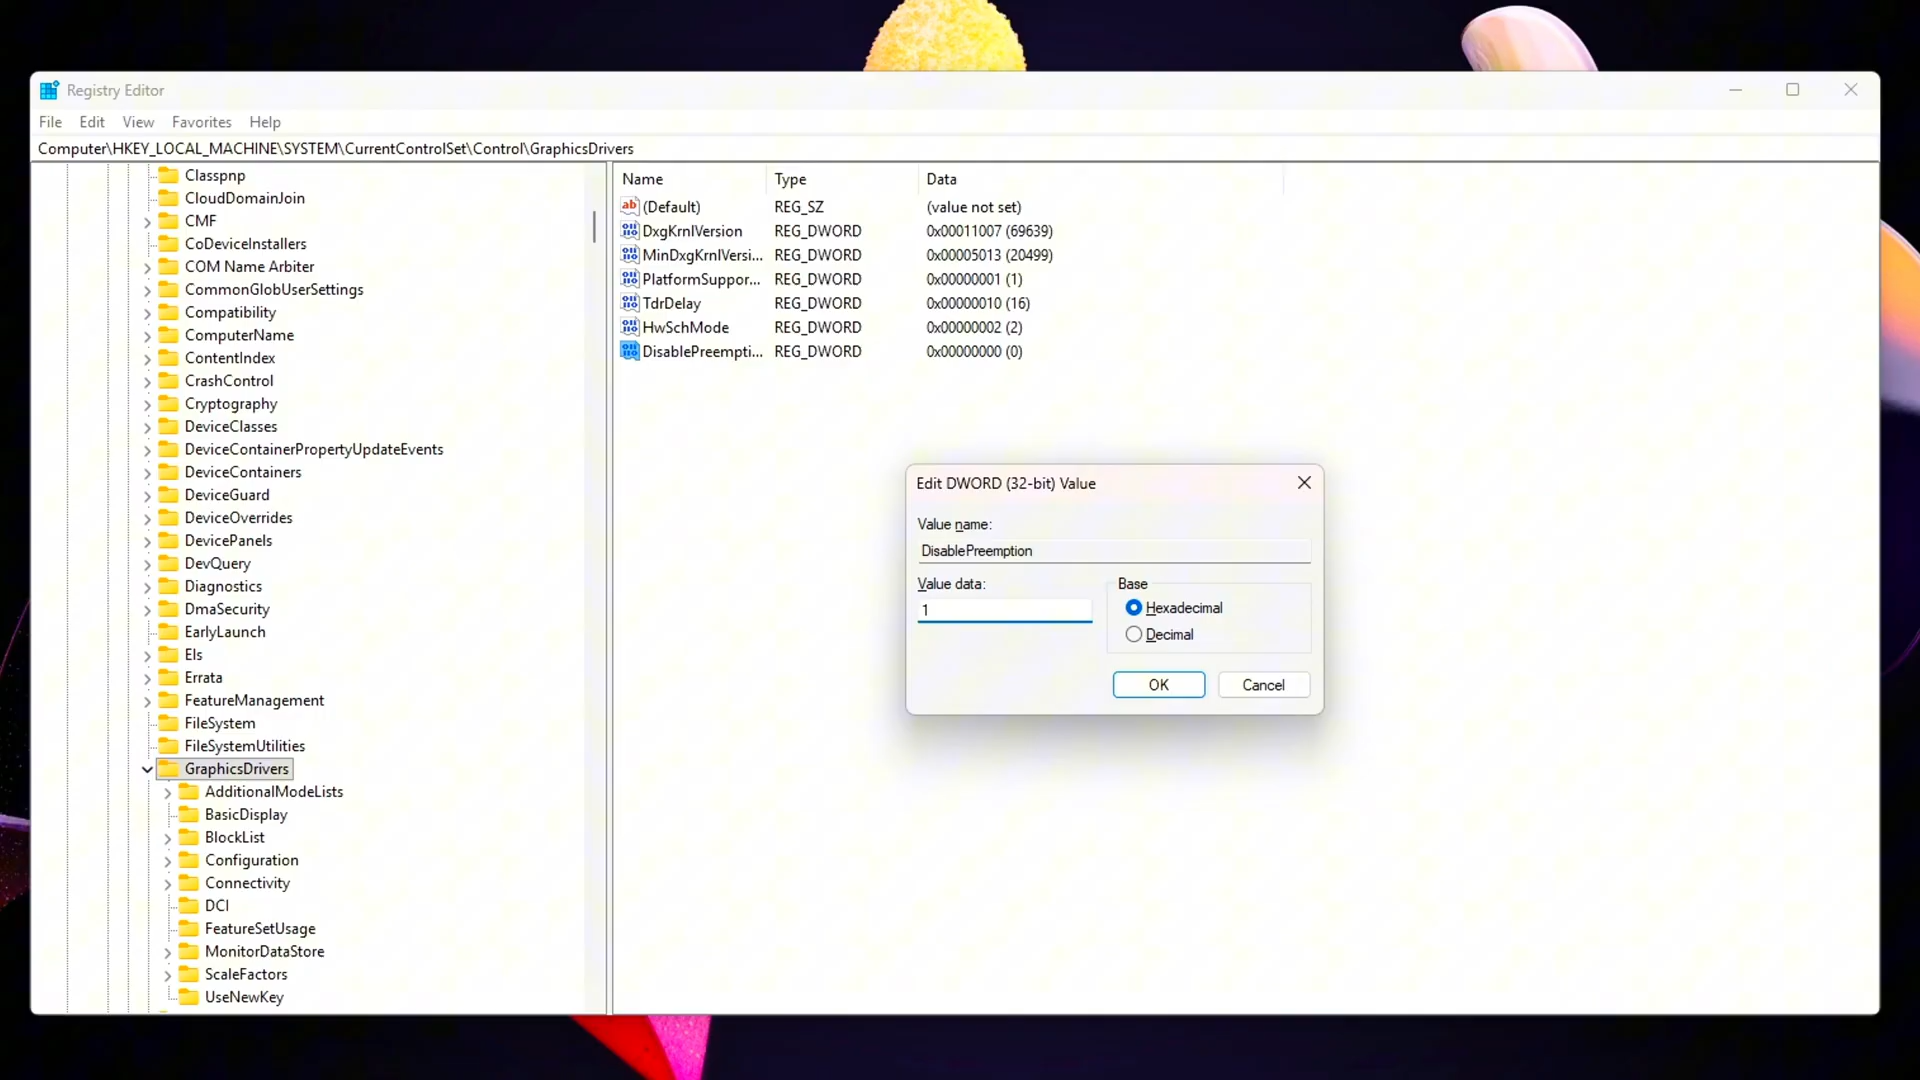 Registry Editor
File Edit View Favorites Help
Computer\HKEY_LOCAL_MACHINE\SYSTEM\CurrentControlSet\Control\GraphicsDrivers
Classpnp
CloudDomainJoin
CMF
CoDeviceInstallers
COM Name Arbiter
CommonGlobUserSettings
Compatibility
ComputerName
ContentIndex
CrashControl
Cryptography
DeviceClasses
DeviceContainerPropertyUpdateEvents
DeviceContainers
DeviceGuard
DeviceOverrides
DevicePanels
DevQuery
Diagnostics
DmaSecurity
EarlyLaunch
Els
Errata
FeatureManagement
FileSystem
FileSystemUtilities
GraphicsDrivers
AdditionalModeLists
BasicDisplay
BlockList
Configuration
Connectivity
DCI
FeatureSetUsage
MonitorDataStore
ScaleFactors
UseNewKey
Name Type Data
(Default) REG_SZ (value not set)
DxgKrnlVersion REG_DWORD 0x00011007 (69639)
MinDxgKrnlVersi... REG_DWORD 0x00005013 (20499)
PlatformSuppor... REG_DWORD 0x00000001 (1)
TdrDelay REG_DWORD 0x00000010 (16)
HwSchMode REG_DWORD 0x00000002 (2)
DisablePreempti... REG_DWORD 0x00000000 (0)
Edit DWORD (32-bit) Value
Value name:
DisablePreemption
Value data:
1
Base
Hexadecimal
Decimal
OK Cancel